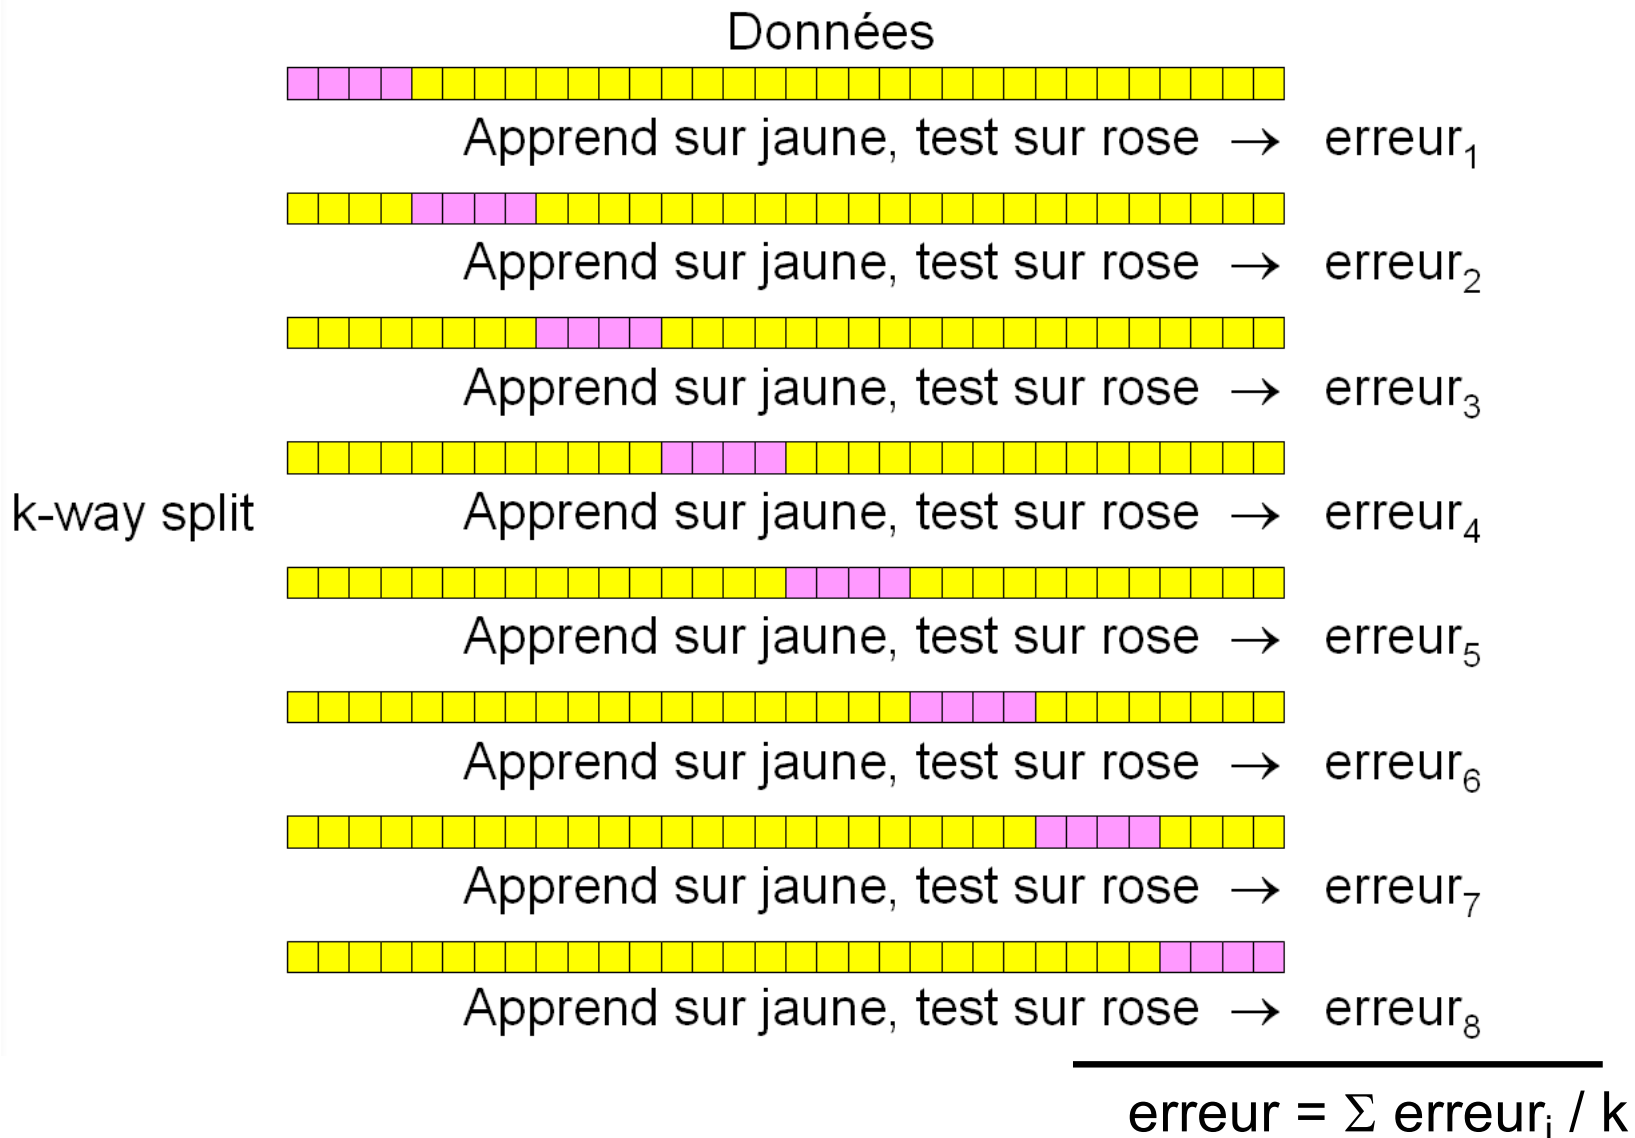 Données
Apprend sur jaune, test sur rose → erreur₁
Apprend sur jaune, test sur rose → erreur₂
Apprend sur jaune, test sur rose → erreur₃
k-way split
Apprend sur jaune, test sur rose → erreur₄
Apprend sur jaune, test sur rose → erreur₅
Apprend sur jaune, test sur rose → erreur₆
Apprend sur jaune, test sur rose → erreur₇
Apprend sur jaune, test sur rose → erreur₈
erreur = Σ erreurᵢ / k